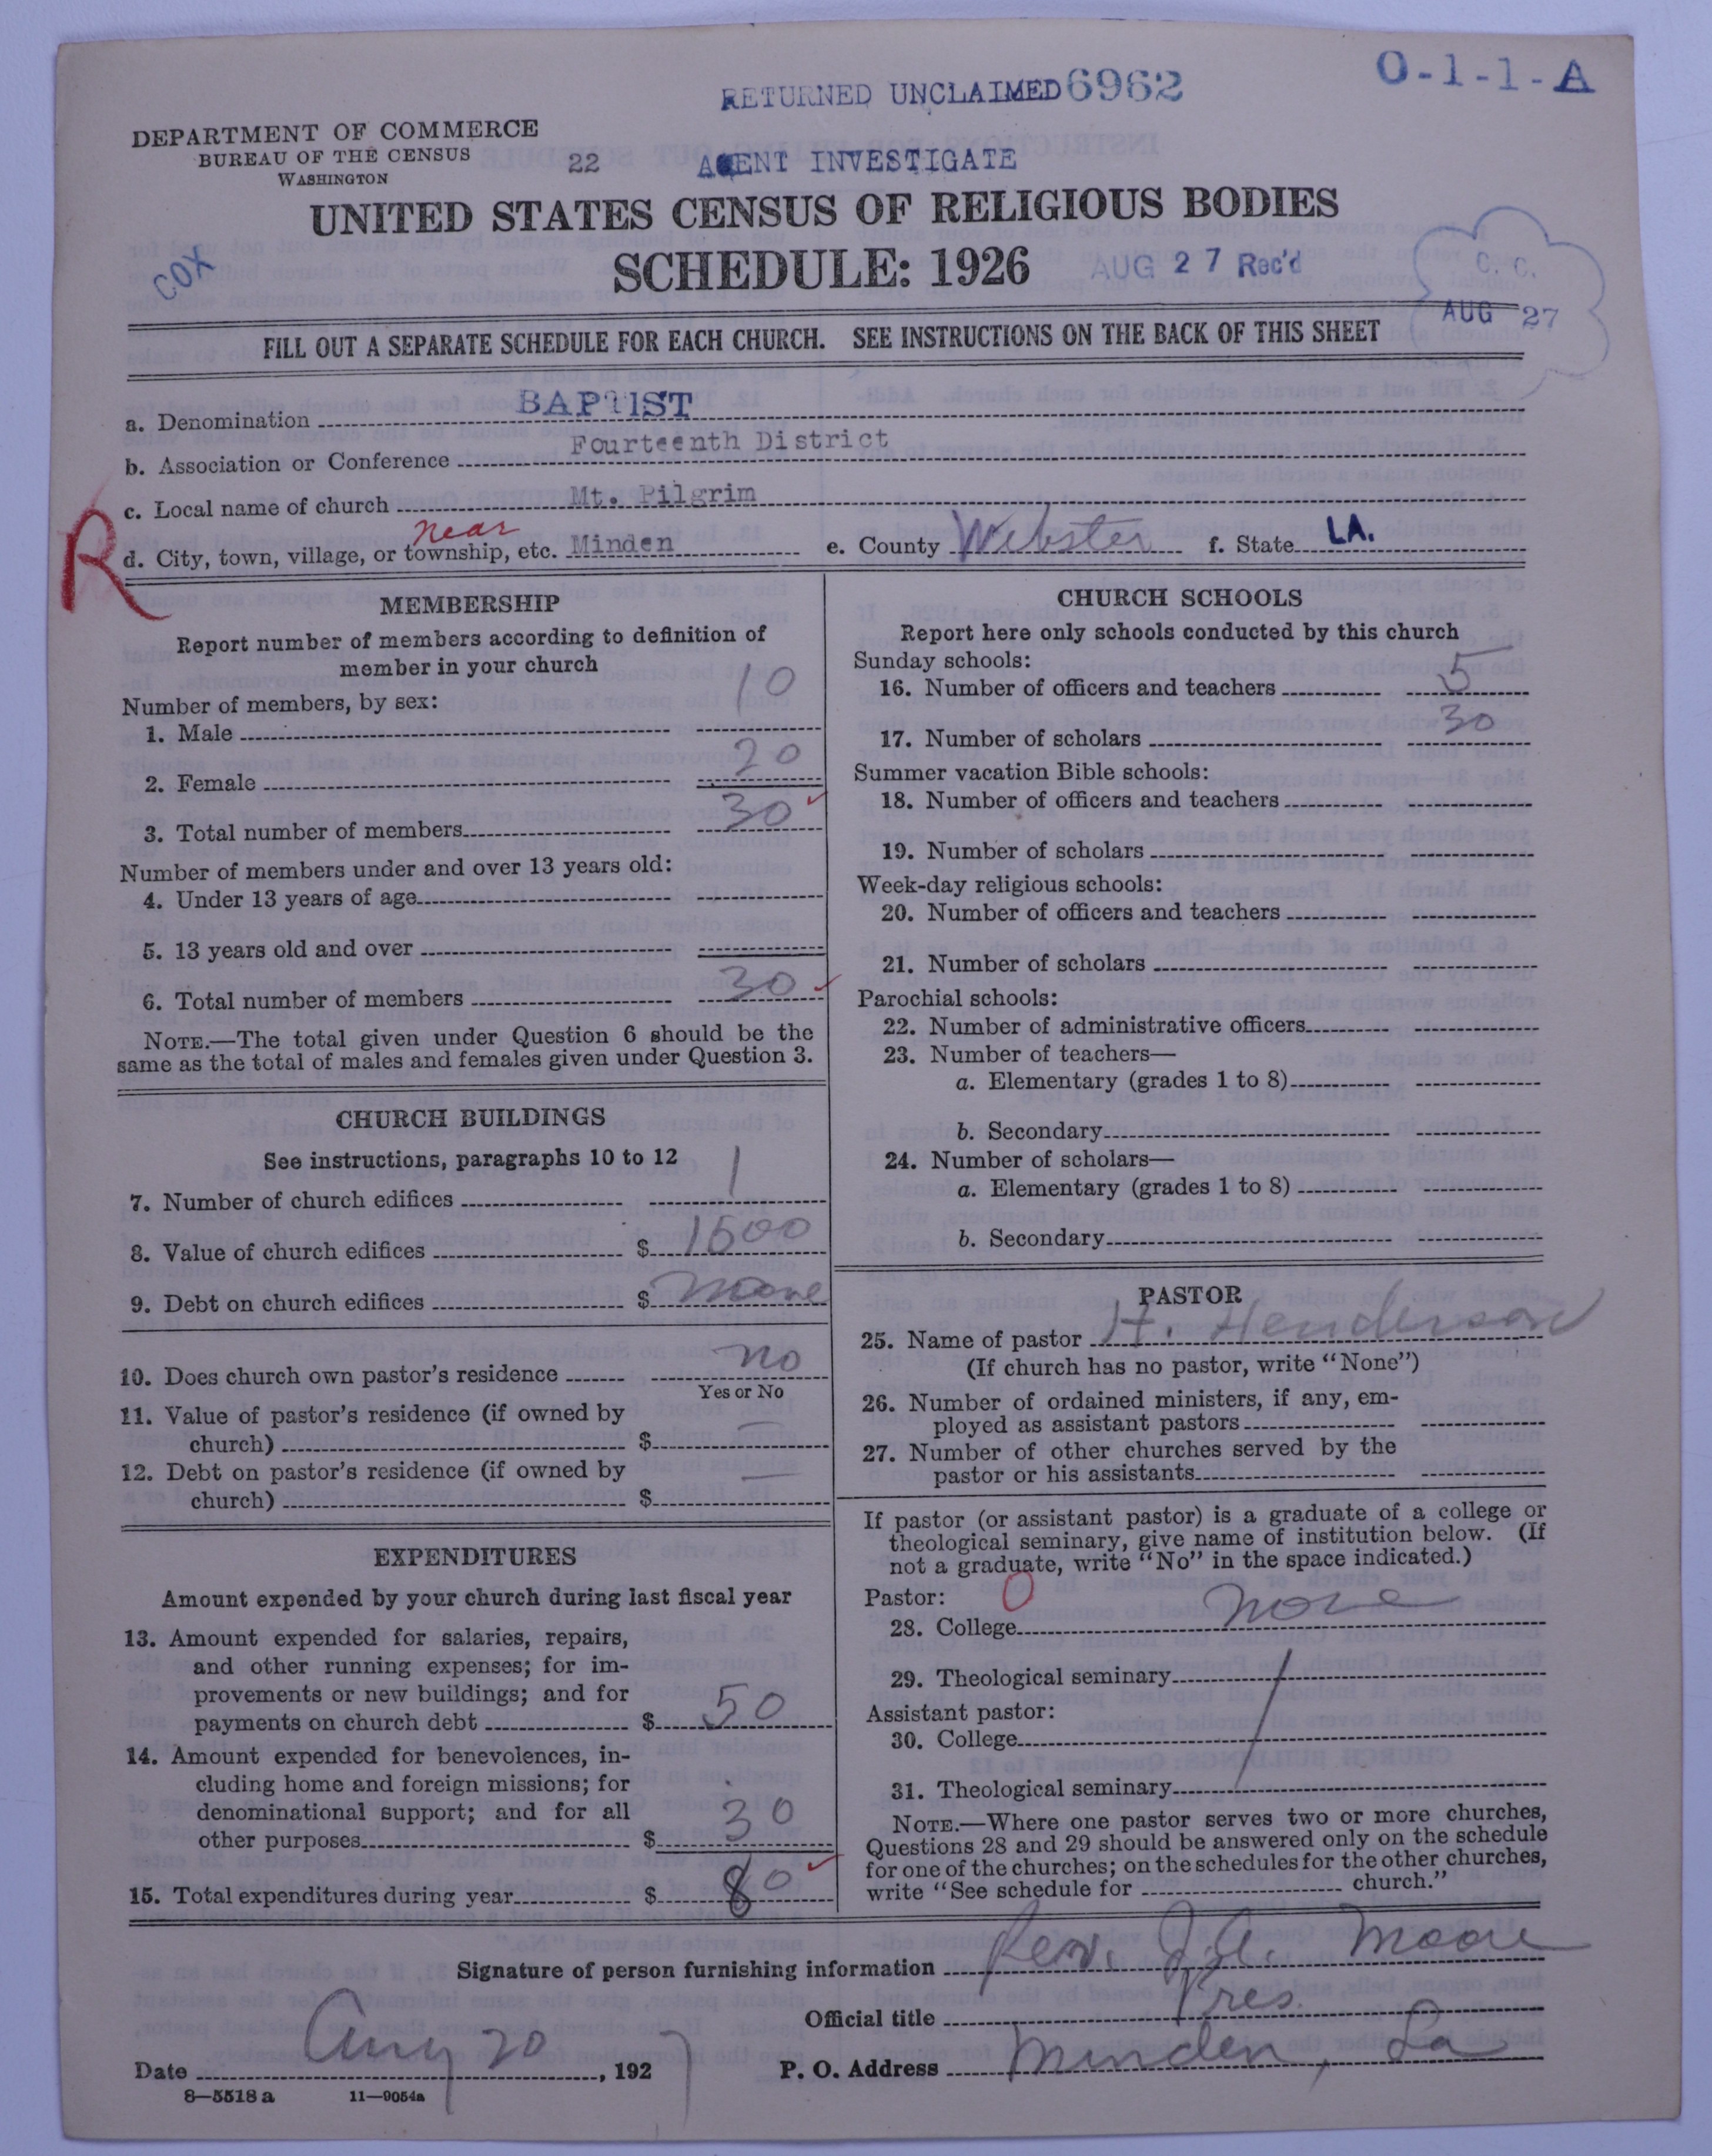 RETURNED UNCLAIMED 6962
O-1-1-A
DEPARTMENT OF COMMERCE
BUREAU OF THE CENSUS
WASHINGTON
22
AGENT INVESTIGATE
UNITED STATES CENSUS OF RELIGIOUS BODIES
COX
SCHEDULE: 1926
AUG 27 Rec'd
C. C.
AUG 27
FILL OUT A SEPARATE SCHEDULE FOR EACH CHURCH. SEE INSTRUCTIONS ON THE BACK OF THIS SHEET
a. Denomination BAPTIST
b. Association or Conference Fourteenth District
c. Local name of church Mt. Pilgrim
R
near
d. City, town, village, or township, etc. Minden e. County Webster f. State LA.
MEMBERSHIP
Report number of members according to definition of
member in your church
Number of members, by sex:
1. Male 10
2. Female 20
3. Total number of members 30
Number of members under and over 13 years old:
4. Under 13 years of age
5. 13 years old and over
6. Total number of members 30
NOTE.—The total given under Question 6 should be the
same as the total of males and females given under Question 3.
CHURCH BUILDINGS
See instructions, paragraphs 10 to 12
7. Number of church edifices 1
8. Value of church edifices $ 1500
9. Debt on church edifices $ none
10. Does church own pastor's residence no
Yes or No
11. Value of pastor's residence (if owned by
church) $ —
12. Debt on pastor's residence (if owned by
church) $ —
EXPENDITURES
Amount expended by your church during last fiscal year
13. Amount expended for salaries, repairs,
and other running expenses; for im-
provements or new buildings; and for
payments on church debt $ 50
14. Amount expended for benevolences, in-
cluding home and foreign missions; for
denominational support; and for all
other purposes $ 30
15. Total expenditures during year $ 80
CHURCH SCHOOLS
Report here only schools conducted by this church
Sunday schools:
16. Number of officers and teachers 5
17. Number of scholars 30
Summer vacation Bible schools:
18. Number of officers and teachers
19. Number of scholars
Week-day religious schools:
20. Number of officers and teachers
21. Number of scholars
Parochial schools:
22. Number of administrative officers
23. Number of teachers—
a. Elementary (grades 1 to 8)
b. Secondary
24. Number of scholars—
a. Elementary (grades 1 to 8)
b. Secondary
PASTOR
25. Name of pastor H. Henderson
(If church has no pastor, write "None")
26. Number of ordained ministers, if any, em-
ployed as assistant pastors
27. Number of other churches served by the
pastor or his assistants
If pastor (or assistant pastor) is a graduate of a college or
theological seminary, give name of institution below. (If
not a graduate, write "No" in the space indicated.)
Pastor: 0
28. College none
29. Theological seminary
Assistant pastor:
30. College
31. Theological seminary
NOTE.—Where one pastor serves two or more churches,
Questions 28 and 29 should be answered only on the schedule
for one of the churches; on the schedules for the other churches,
write "See schedule for church."
Signature of person furnishing information Rev. Moore
Official title Pres.
Date Aug 20, 1927 P. O. Address Minden, La
8—5518 a 11—9054a